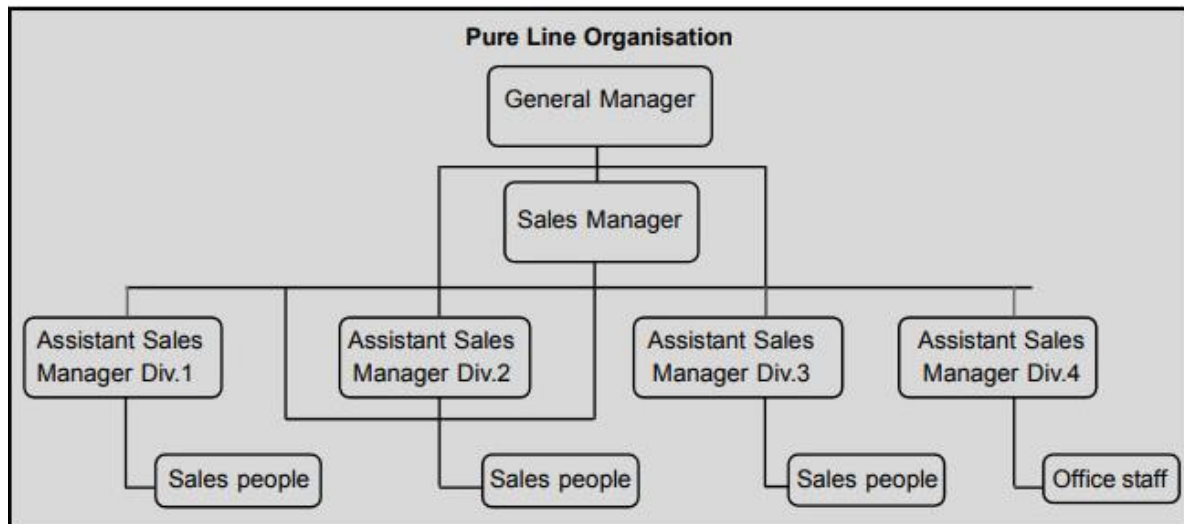 Pure Line Organisation
General Manager
Sales Manager
Assistant Sales
Manager Div.1
Assistant Sales
Manager Div.2
Assistant Sales
Manager Div.3
Assistant Sales
Manager Div.4
Sales people
Sales people
Sales people
Office staff